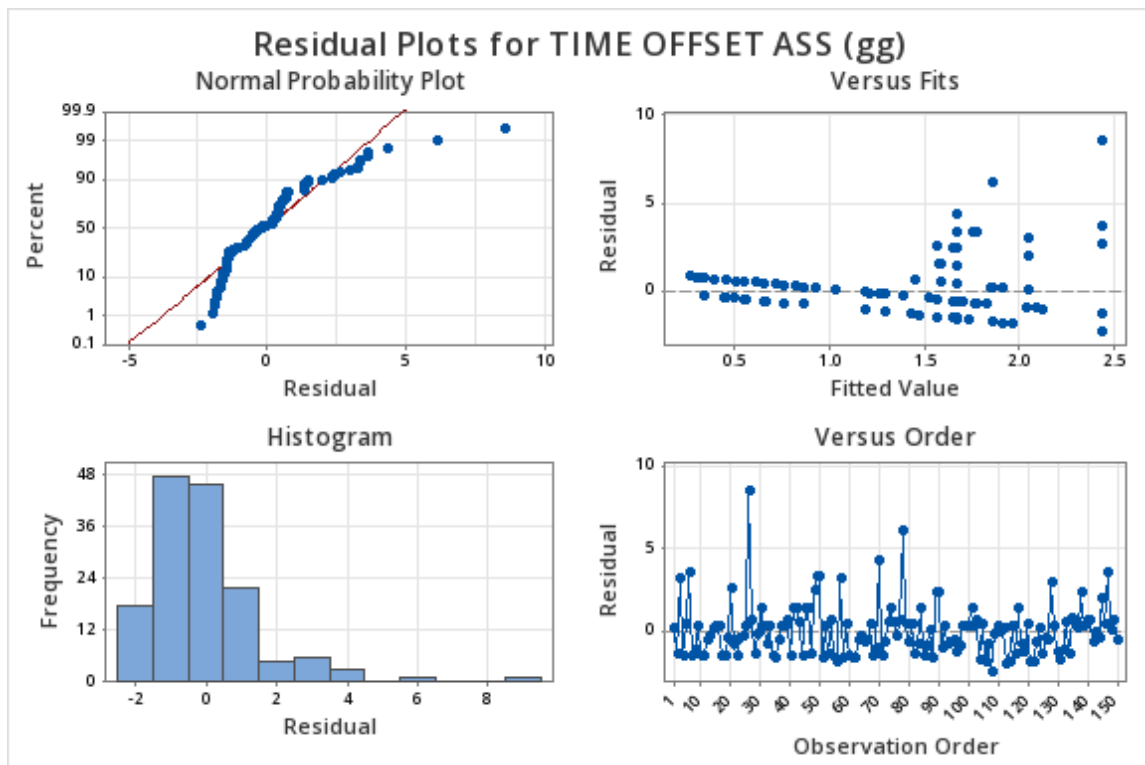 Residual Plots for TIME OFFSET ASS (gg)
Normal Probability Plot
Percent
99.9
99
90
50
10
1
0.1
-5 0 5 10
Residual
Versus Fits
Residual
10
5
0
0.5 1.0 1.5 2.0 2.5
Fitted Value
Histogram
Frequency
48
36
24
12
0
-2 0 2 4 6 8
Residual
Versus Order
Residual
10
5
0
1 10 20 30 40 50 60 70 80 90 100 110 120 130 140 150
Observation Order